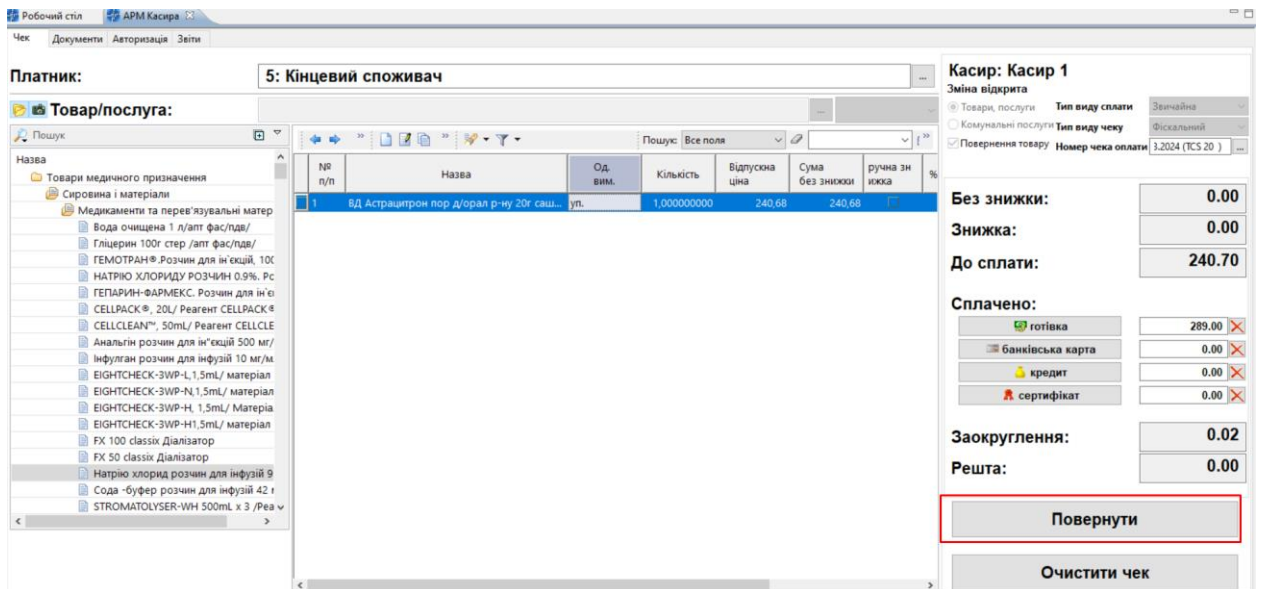 Робочий стіл АРМ Касира
Чек Документи Авторизація Звіти
Платник: 5: Кінцевий споживач ...
Товар/послуга: ...
Пошук
Назва
Товари медичного призначення
Сировина і матеріали
Медикаменти та перев'язувальні матер
Вода очищена 1 л/апт фас/пдв/
Гліцерин 100г стер /апт фас/пдв/
ГЕМОТРАН®.Розчин для ін'єкцій, 100
НАТРІЮ ХЛОРИДУ РОЗЧИН 0.9%. Рс
ГЕПАРИН-ФАРМЕКС. Розчин для ін'є
CELLPACK®, 20L/ Реагент CELLPACK®
CELLCLEAN™, 50mL/ Реагент CELLCLE
Анальгін розчин для ін"єкцій 500 мг/
Інфулган розчин для інфузій 10 мг/м
EIGHTCHECK-3WP-L,1,5mL/ матеріал
EIGHTCHECK-3WP-N,1,5mL/ матеріал
EIGHTCHECK-3WP-H, 1,5mL/ Матеріа
EIGHTCHECK-3WP-H1,5mL/ матеріал
FX 100 classix Діалізатор
FX 50 classix Діалізатор
Натрію хлорид розчин для інфузій 9
Сода -буфер розчин для інфузій 42 г
STROMATOLYSER-WH 500mL x 3 /Реа
Пошук: Все поля
№ п/п Назва Од. вим. Кількість Відпускна ціна Сума без знижки ручна зн ижка %
1 ВД Астрацитрон пор д/орал р-ну 20г саш... уп. 1,000000000 240,68 240,68
Касир: Касир 1
Зміна відкрита
Товари, послуги Тип виду сплати Звичайна
Комунальні послуги Тип виду чеку Фіскальний
Повернення товару Номер чека оплати 3.2024 (TCS 20 ) ...
Без знижки: 0.00
Знижка: 0.00
До сплати: 240.70
Сплачено:
готівка 289.00
банківська карта 0.00
кредит 0.00
сертифікат 0.00
Заокруглення: 0.02
Решта: 0.00
Повернути
Очистити чек